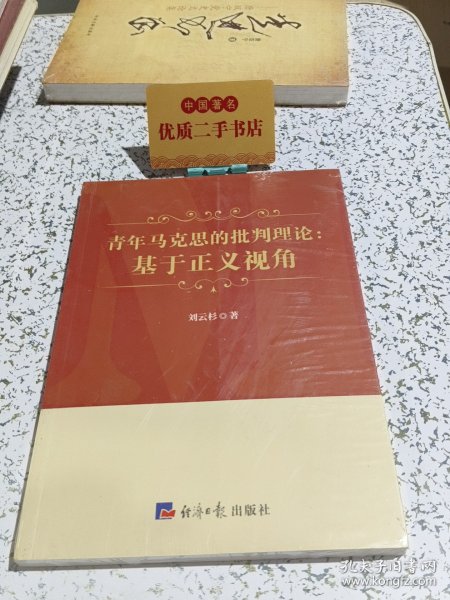 中国著名
优质二手书店
青年马克思的批判理论：
基于正义视角
刘云杉◎著
经济日报出版社
孔夫子旧书网
www.kongfz.com